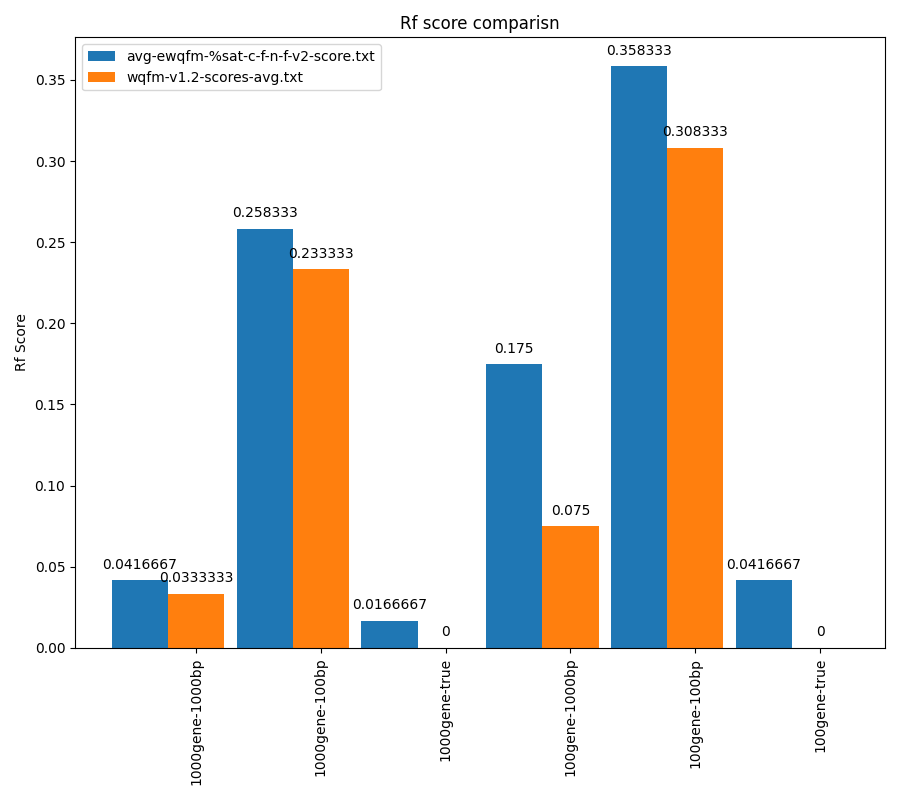 Rf score comparisn
avg-ewqfm-%sat-c-f-n-f-v2-score.txt
wqfm-v1.2-scores-avg.txt
Rf Score
0.35
0.30
0.25
0.20
0.15
0.10
0.05
0.00
0.0416667
0.0333333
0.258333
0.233333
0.0166667
0
0.175
0.075
0.358333
0.308333
0.0416667
0
1000gene-1000bp
1000gene-100bp
1000gene-true
100gene-1000bp
100gene-100bp
100gene-true